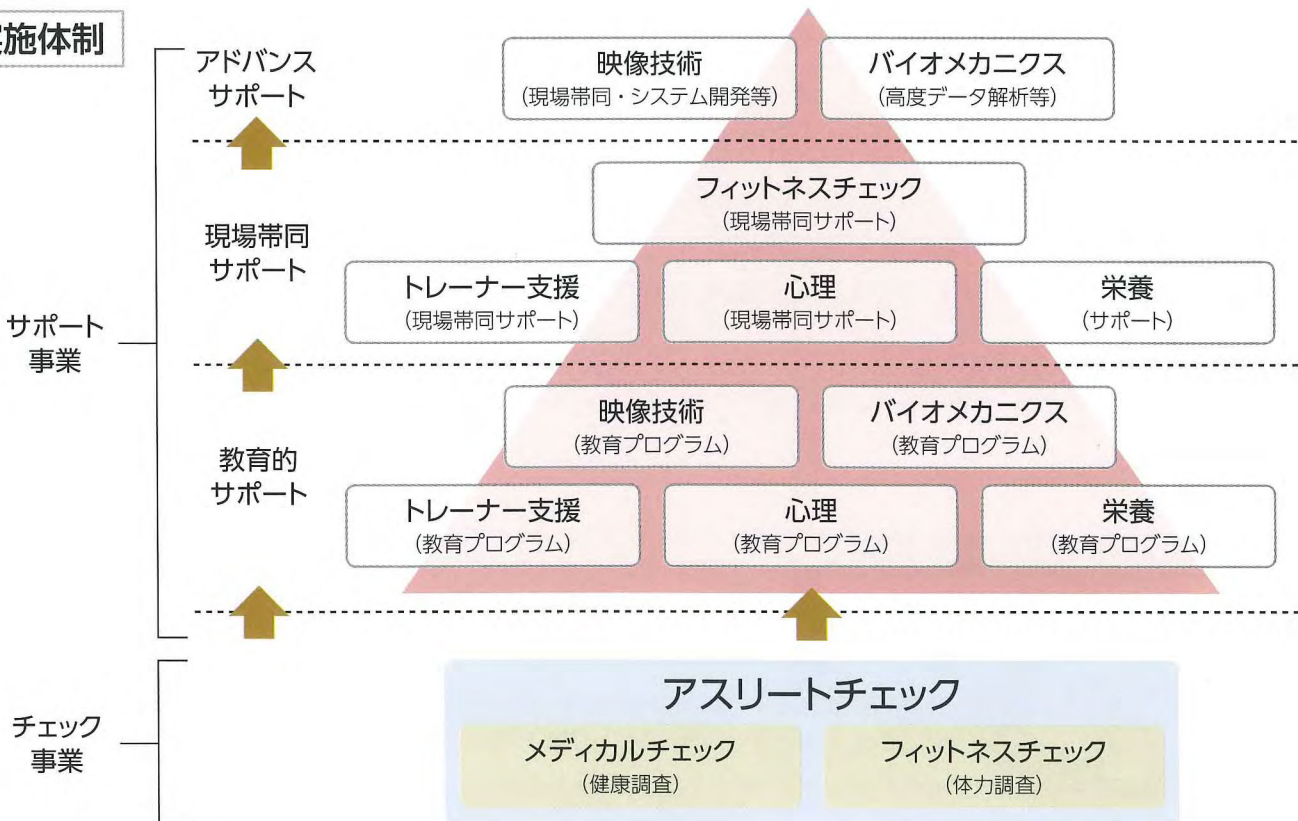 実施体制
アドバンス
サポート
映像技術
(現場帯同・システム開発等)
バイオメカニクス
(高度データ解析等)
フィットネスチェック
(現場帯同サポート)
現場帯同
サポート
トレーナー支援
(現場帯同サポート)
心理
(現場帯同サポート)
栄養
(サポート)
サポート
事業
映像技術
(教育プログラム)
バイオメカニクス
(教育プログラム)
教育的
サポート
トレーナー支援
(教育プログラム)
心理
(教育プログラム)
栄養
(教育プログラム)
チェック
事業
アスリートチェック
メディカルチェック
(健康調査)
フィットネスチェック
(体力調査)